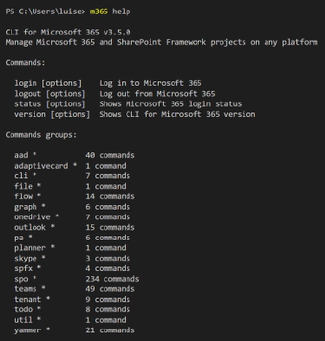 PS C:\Users\luise> m365 help
CLI for Microsoft 365 v3.5.0
Manage Microsoft 365 and SharePoint Framework projects on any platform
Commands:
login [options] Log in to Microsoft 365
logout [options] Log out from Microsoft 365
status [options] Shows Microsoft 365 login status
version [options] Shows CLI for Microsoft 365 version
Commands groups:
aad * 40 commands
adaptivecard * 1 command
cli * 7 commands
file * 1 command
flow * 14 commands
graph * 6 commands
onedrive * 7 commands
outlook * 15 commands
pa * 6 commands
planner * 1 command
skype * 3 commands
spfx * 4 commands
spo * 234 commands
teams * 49 commands
tenant * 9 commands
todo * 8 commands
util * 1 command
yammer * 21 commands